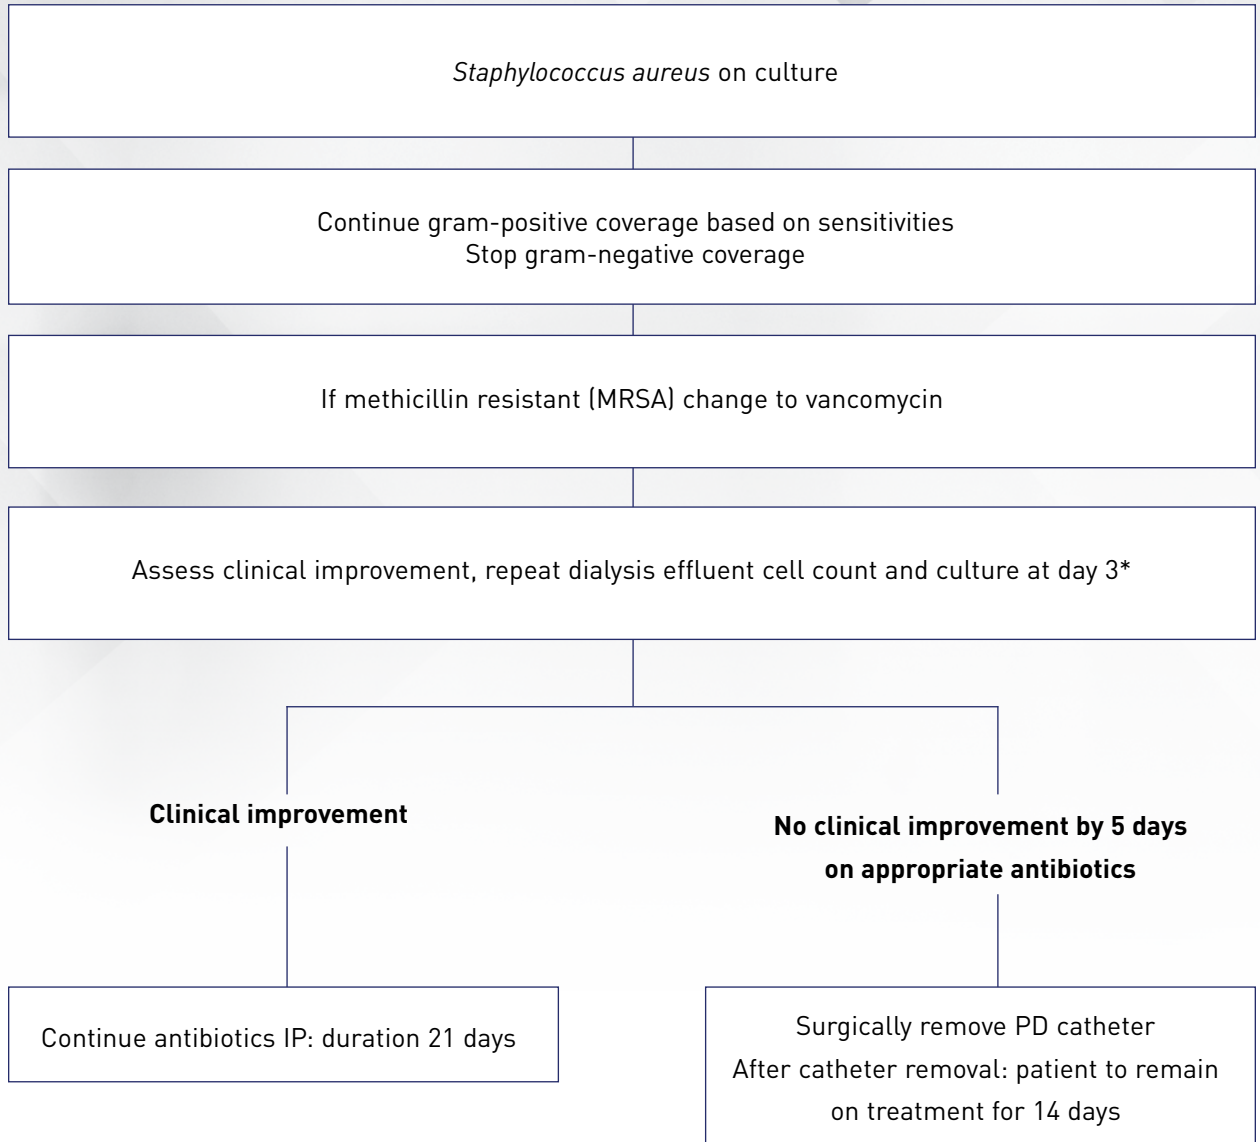 Staphylococcus aureus on culture
Continue gram-positive coverage based on sensitivities
Stop gram-negative coverage
If methicillin resistant (MRSA) change to vancomycin
Assess clinical improvement, repeat dialysis effluent cell count and culture at day 3*
Clinical improvement
No clinical improvement by 5 days
on appropriate antibiotics
Continue antibiotics IP: duration 21 days
Surgically remove PD catheter
After catheter removal: patient to remain
on treatment for 14 days